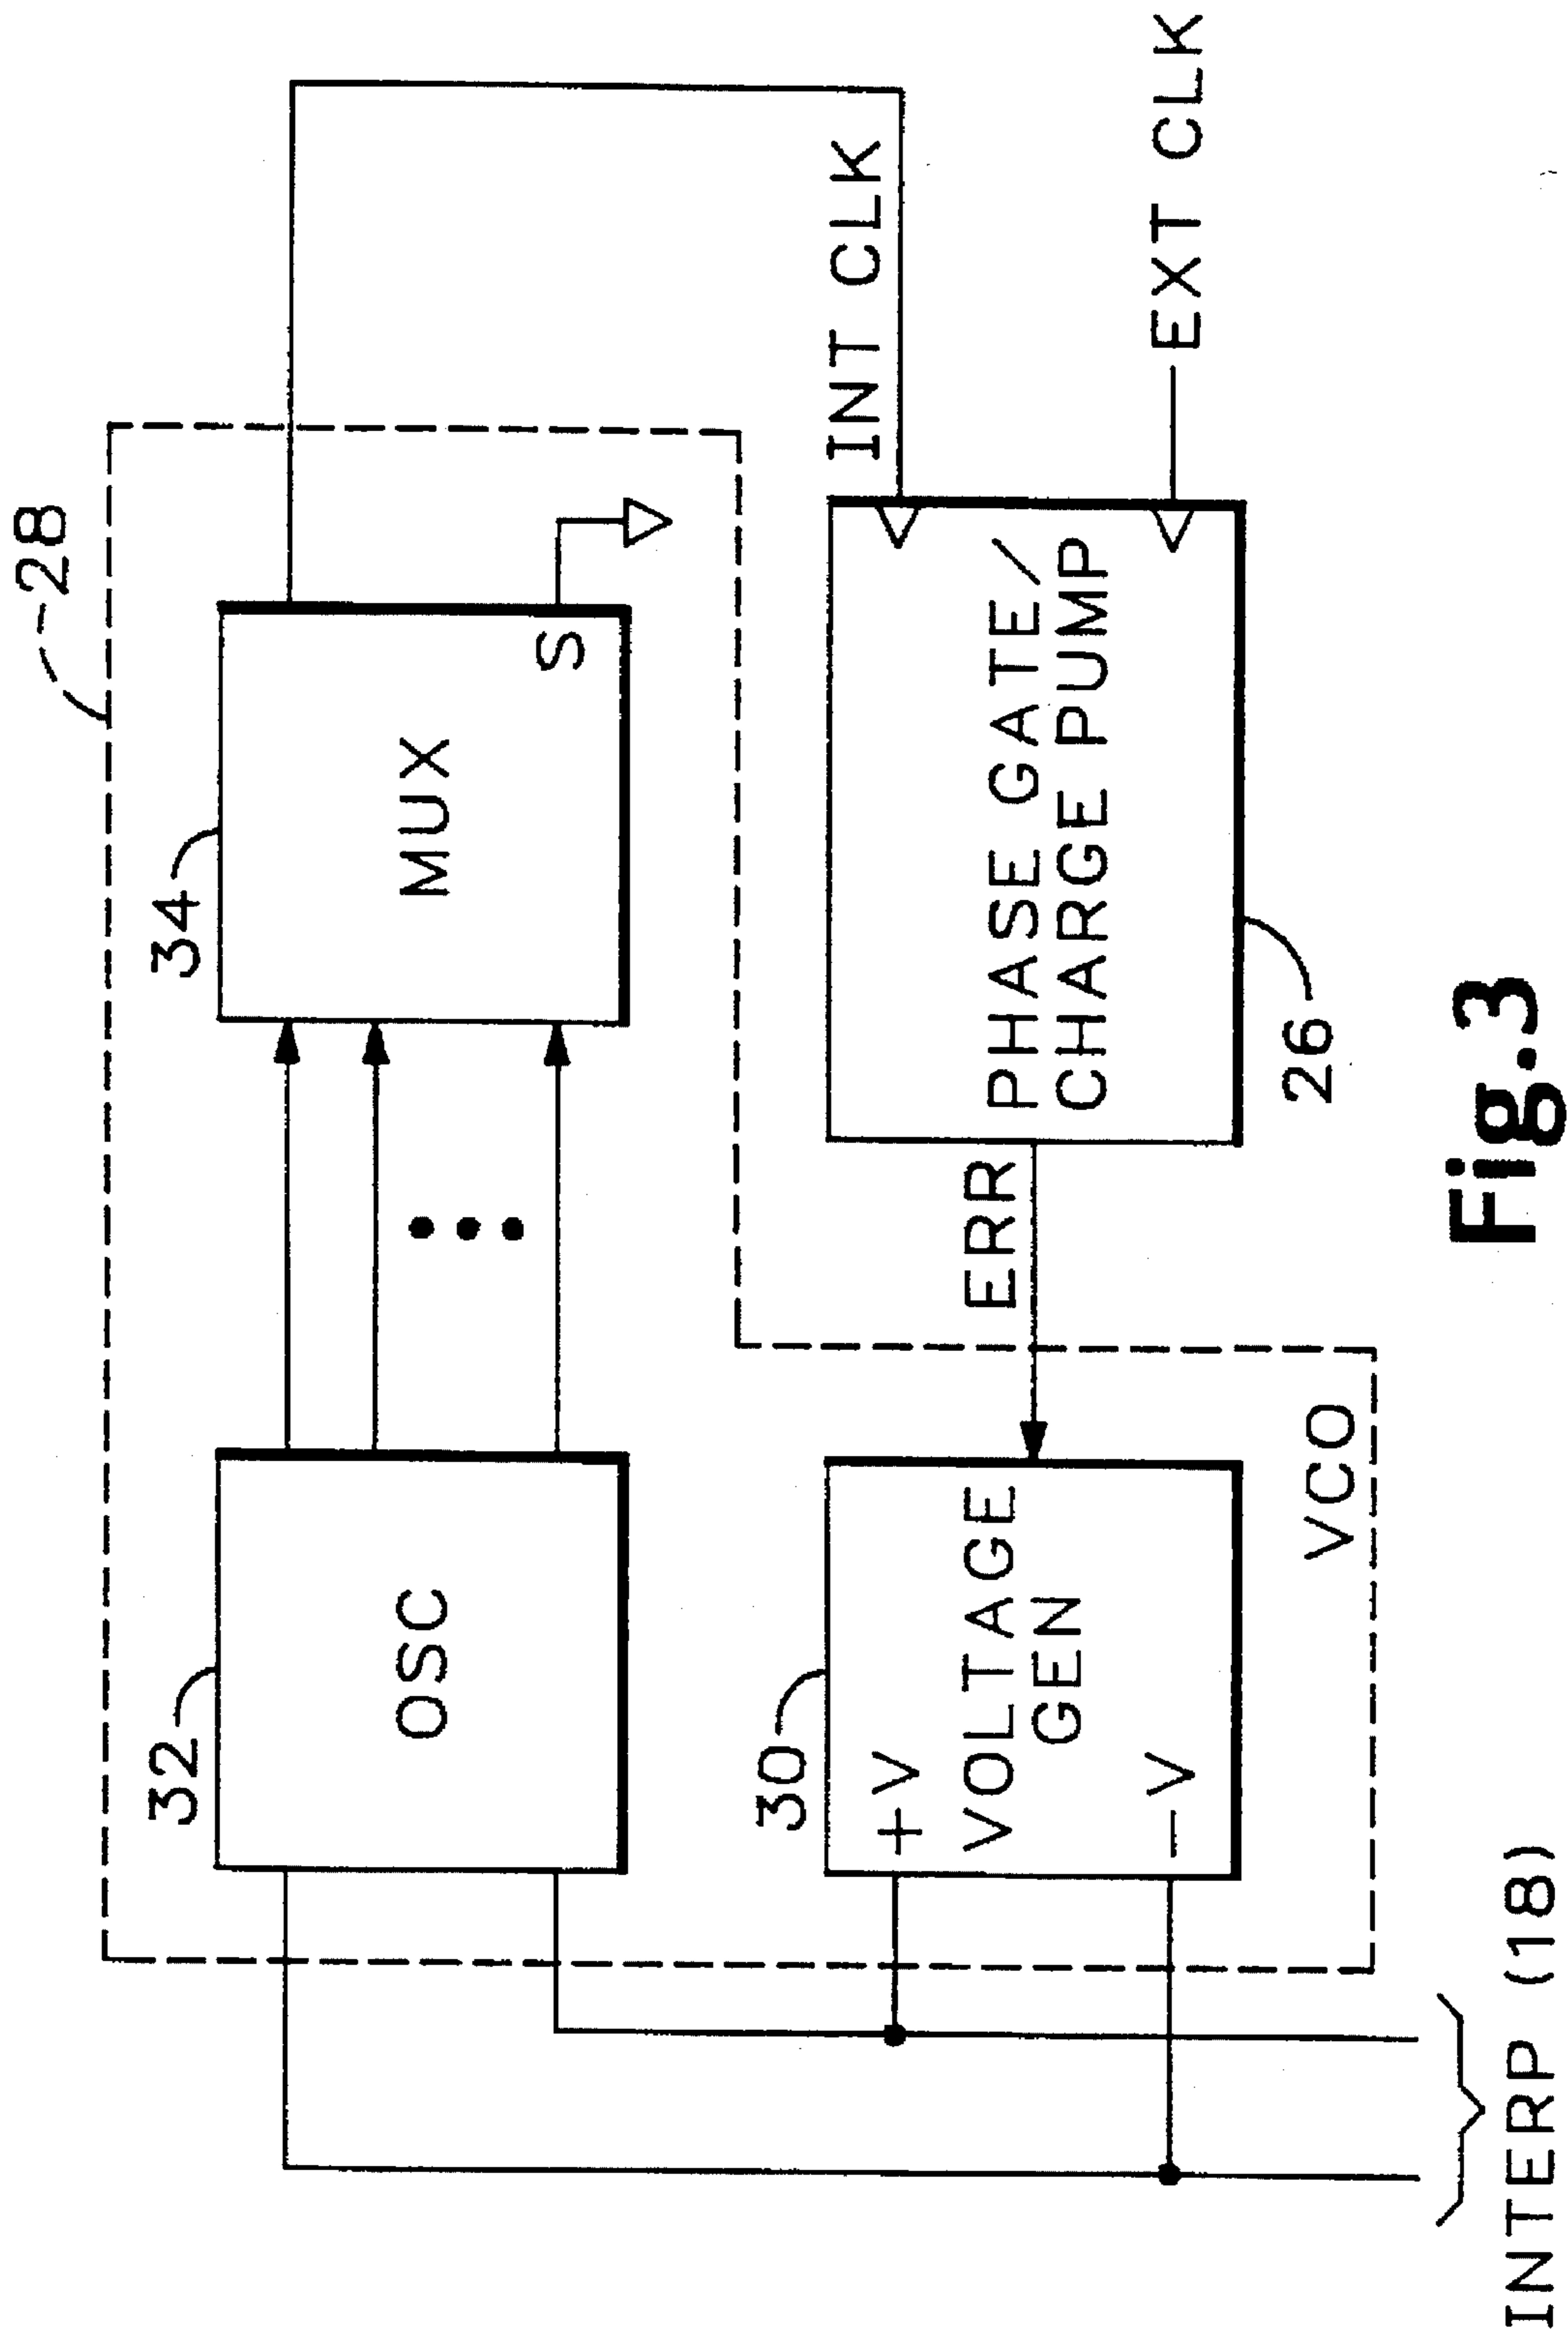 28
34
MUX
S
32
OSC
INT CLK
EXT CLK
PHASE GATE/
CHARGE PUMP
26
ERR
30
+V
VOLTAGE
GEN
-V
VCO
INTERP (18)
Fig.3